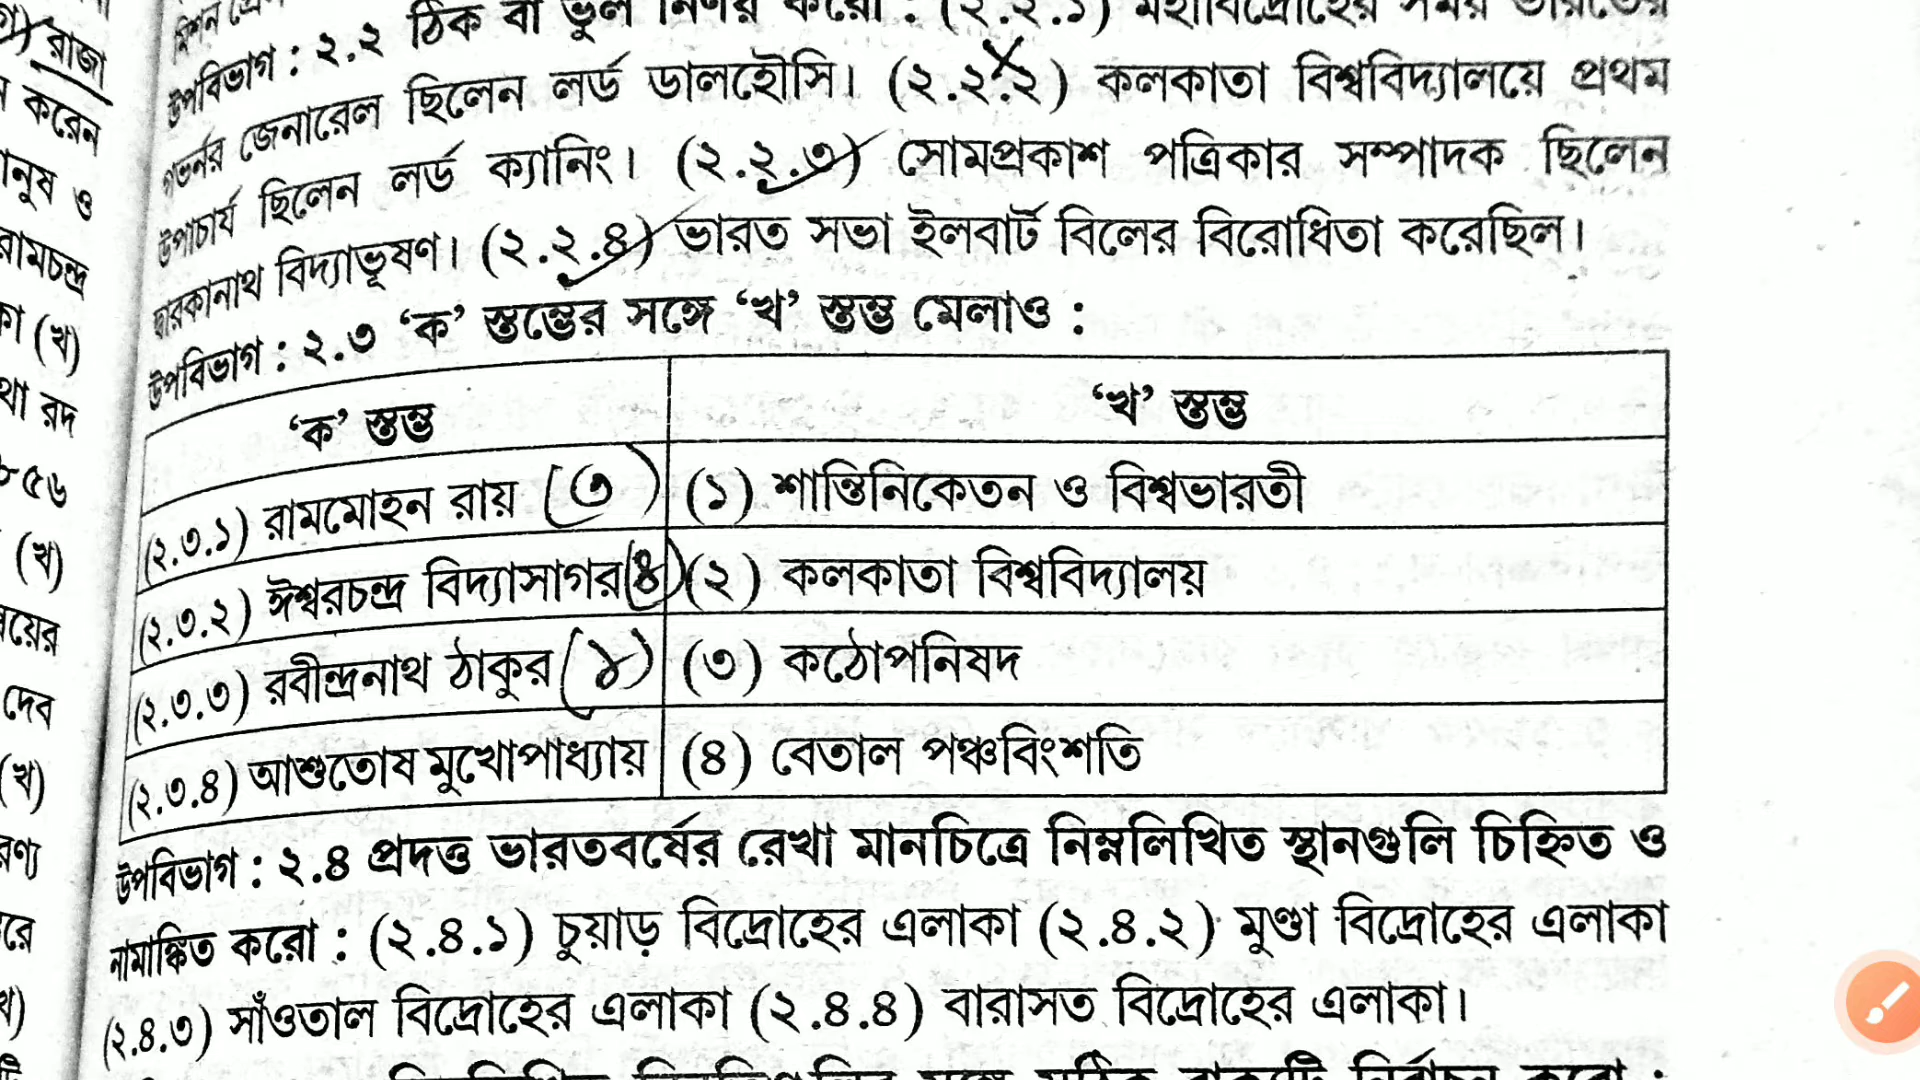 গ) রাজা
করেন
নুষ ও
রামচন্দ্র
(খ)
থা রদ
৮৫৬
(খ)
য়ের
দেব
(খ)
রণ্য
রে
উপবিভাগ : ২.২ ঠিক বা ভুল নির্ণয় করো : (২.২.১) মহাবিদ্রোহের সময় ভারতের
গভর্নর জেনারেল ছিলেন লর্ড ডালহৌসি। (২.২.২) কলকাতা বিশ্ববিদ্যালয়ে প্রথম
উপাচার্য ছিলেন লর্ড ক্যানিং। (২.২.৩) সোমপ্রকাশ পত্রিকার সম্পাদক ছিলেন
দ্বারকানাথ বিদ্যাভূষণ। (২.২.৪) ভারত সভা ইলবার্ট বিলের বিরোধিতা করেছিল।
উপবিভাগ : ২.৩ ‘ক’ স্তম্ভের সঙ্গে ‘খ’ স্তম্ভ মেলাও :
‘ক’ স্তম্ভ ‘খ’ স্তম্ভ
(২.৩.১) রামমোহন রায় (৩) (১) শান্তিনিকেতন ও বিশ্বভারতী
(২.৩.২) ঈশ্বরচন্দ্র বিদ্যাসাগর (৪) (২) কলকাতা বিশ্ববিদ্যালয়
(২.৩.৩) রবীন্দ্রনাথ ঠাকুর (১) (৩) কঠোপনিষদ
(২.৩.৪) আশুতোষ মুখোপাধ্যায় (৪) বেতাল পঞ্চবিংশতি
উপবিভাগ : ২.৪ প্রদত্ত ভারতবর্ষের রেখা মানচিত্রে নিম্নলিখিত স্থানগুলি চিহ্নিত ও
নামাঙ্কিত করো : (২.৪.১) চুয়াড় বিদ্রোহের এলাকা (২.৪.২) মুণ্ডা বিদ্রোহের এলাকা
(২.৪.৩) সাঁওতাল বিদ্রোহের এলাকা (২.৪.৪) বারাসত বিদ্রোহের এলাকা।